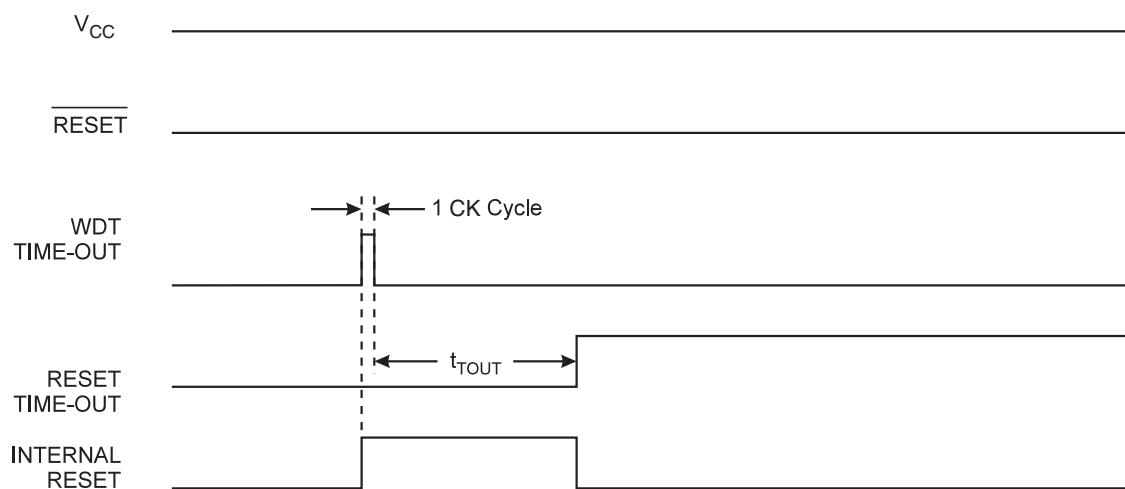 VCC
RESET
1 CK Cycle
WDT
TIME-OUT
tTOUT
RESET
TIME-OUT
INTERNAL
RESET